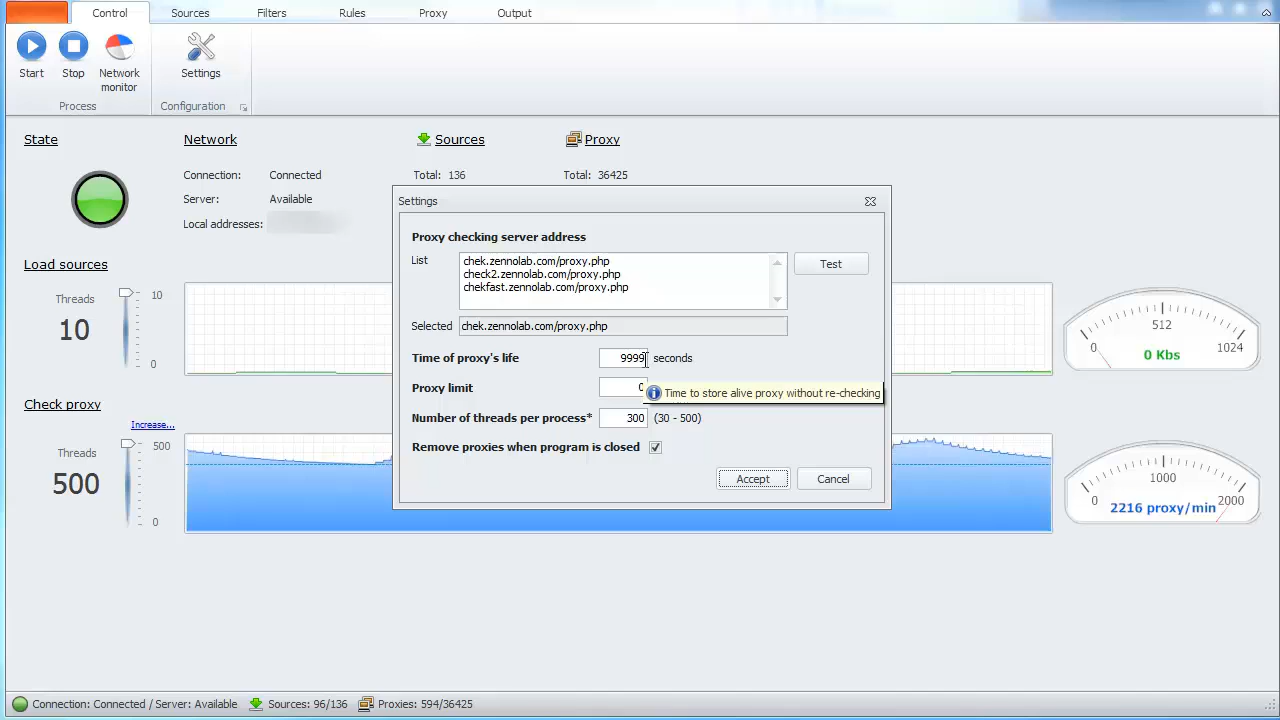 Control
Sources
Filters
Rules
Proxy
Output
Start
Stop
Network
monitor
Settings
Process
Configuration
State
Network
Sources
Proxy
Connection: Connected
Total: 136
Total: 36425
Server: Available
Local addresses:
Settings
Proxy checking server address
List
chek.zennolab.com/proxy.php
check2.zennolab.com/proxy.php
chekfast.zennolab.com/proxy.php
Test
Selected chek.zennolab.com/proxy.php
Time of proxy's life 9999 seconds
Proxy limit 0
Time to store alive proxy without re-checking
Number of threads per process* 300 (30 - 500)
Remove proxies when program is closed
Accept
Cancel
Load sources
Threads
10
10
0
0
512
1024
0 Kbs
Check proxy
Increase...
Threads
500
500
0
0
1000
2000
2216 proxy/min
Connection: Connected / Server: Available
Sources: 96/136
Proxies: 594/36425